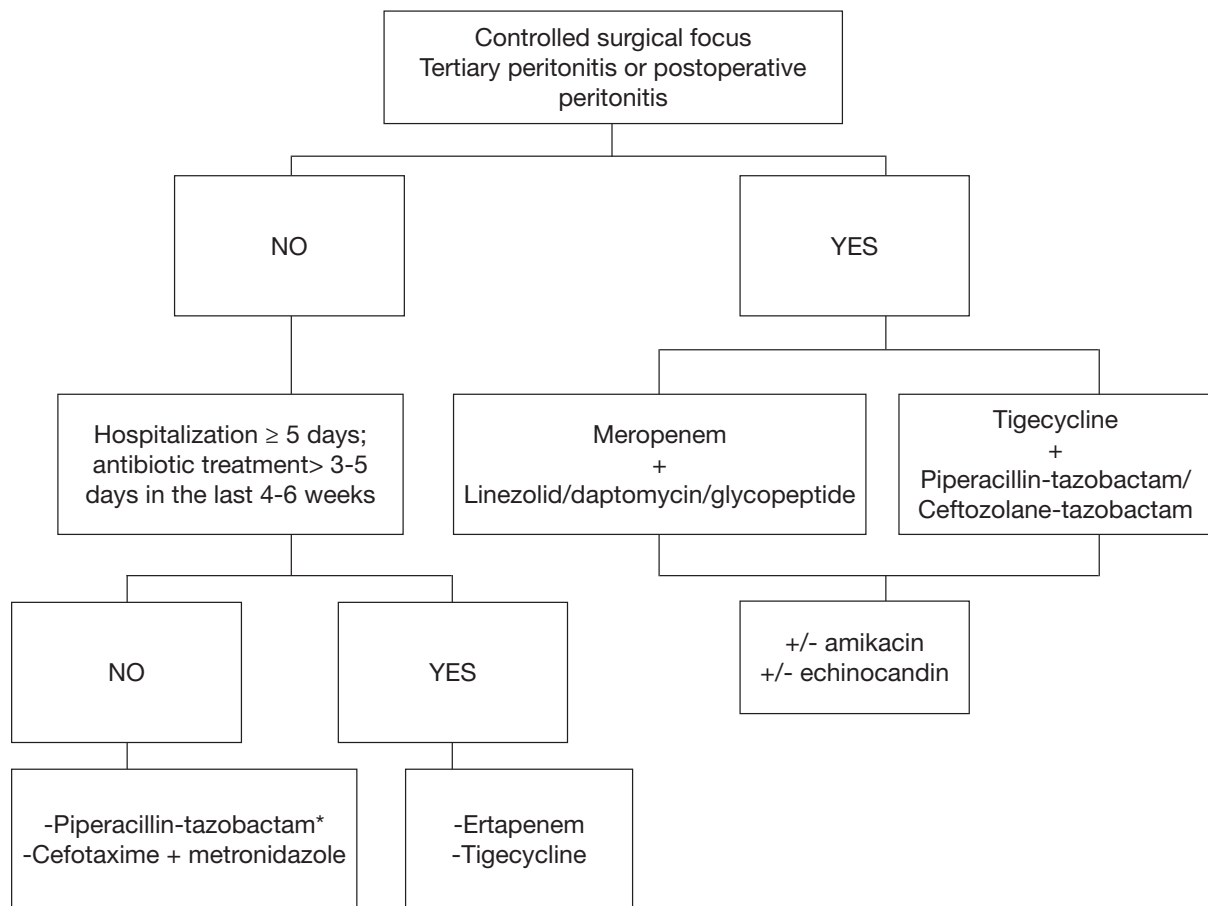 Controlled surgical focus
Tertiary peritonitis or postoperative
peritonitis
NO
YES
Hospitalization ≥ 5 days;
antibiotic treatment> 3-5
days in the last 4-6 weeks
Meropenem
+
Linezolid/daptomycin/glycopeptide
Tigecycline
+
Piperacillin-tazobactam/
Ceftozolane-tazobactam
NO
YES
+/- amikacin
+/- echinocandin
-Piperacillin-tazobactam*
-Cefotaxime + metronidazole
-Ertapenem
-Tigecycline